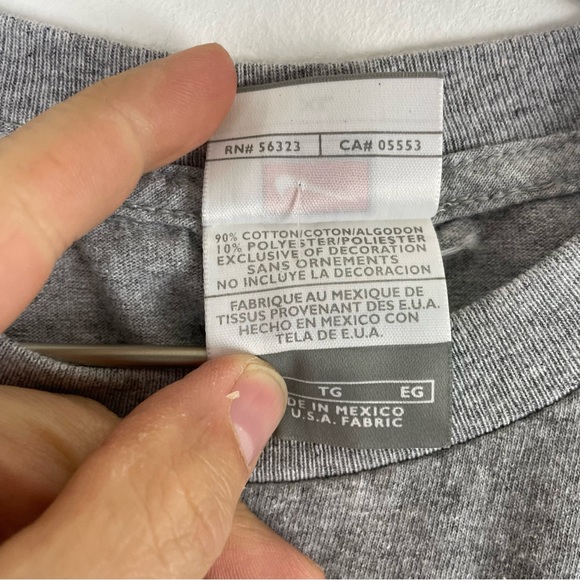 RN# 56323 | CA# 05553
90% COTTON/COTON/ALGODON
10% POLYESTER/POLIESTER
EXCLUSIVE OF DECORATION
SANS ORNEMENTS
NO INCLUYE LA DECORACION
FABRIQUE AU MEXIQUE DE
TISSUS PROVENANT DES E.U.A.
HECHO EN MEXICO CON
TELA DE E.U.A.
TG EG
DE IN MEXICO
U.S.A. FABRIC